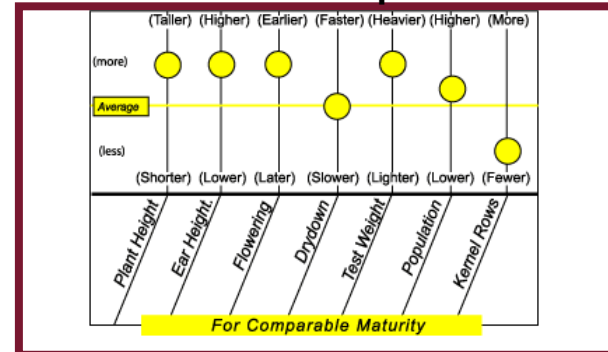 (Taller) (Higher) (Earlier) (Faster) (Heavier) (Higher) (More)
(more)
Average
(less)
(Shorter) (Lower) (Later) (Slower) (Lighter) (Lower) (Fewer)
Plant Height
Ear Height.
Flowering
Drydown
Test Weight
Population
Kernel Rows
For Comparable Maturity